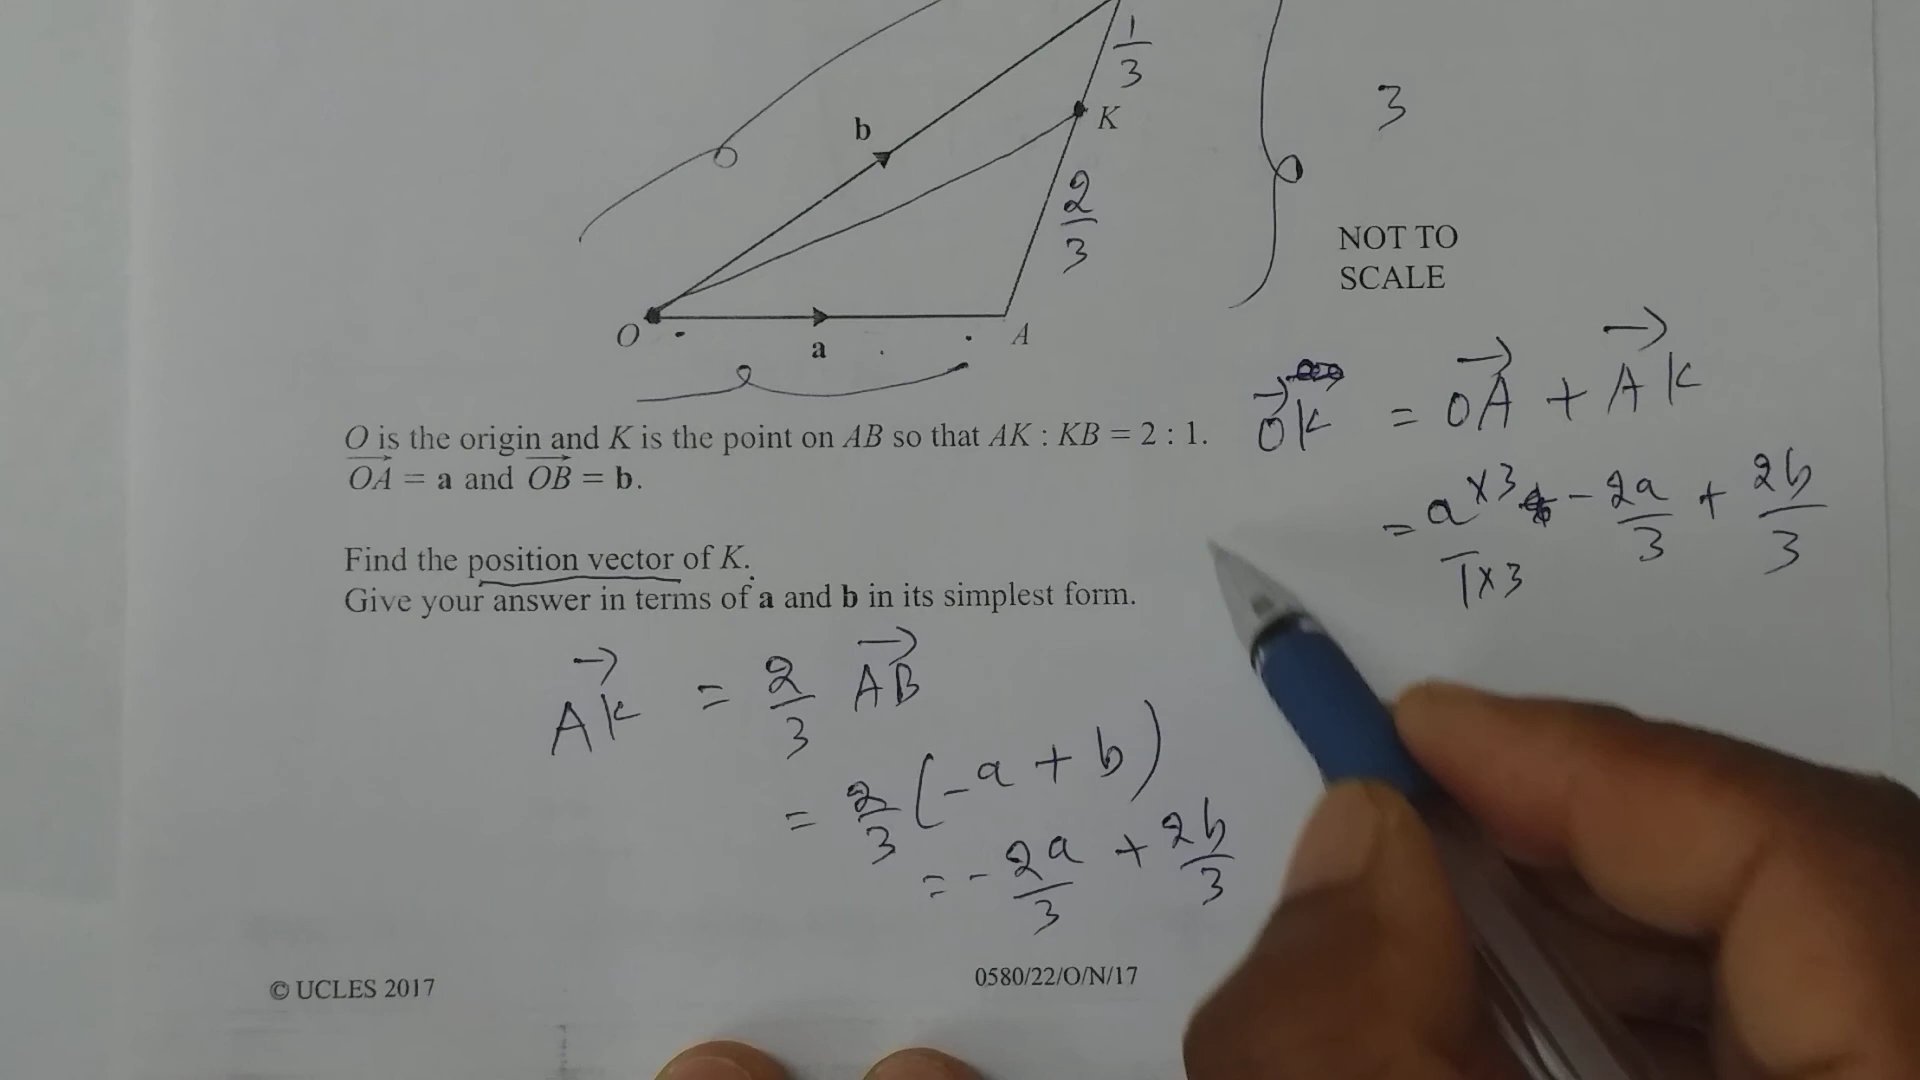 1
3
3
b
K
2
3
NOT TO
SCALE
O
a
A
O is the origin and K is the point on AB so that AK : KB = 2 : 1.
OA = a and OB = b.
OK = OA + AK
= a×3 - 2a + 2b
1×3 3 3
Find the position vector of K.
Give your answer in terms of a and b in its simplest form.
AK = 2/3 AB
= 2/3 (-a + b)
= - 2a/3 + 2b/3
© UCLES 2017
0580/22/O/N/17